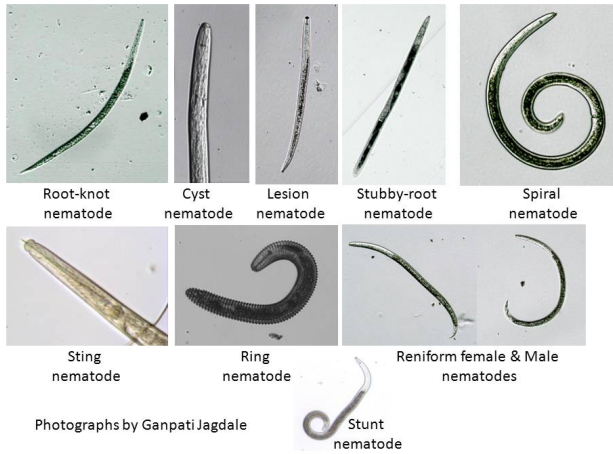 Root-knot
nematode
Cyst
nematode
Lesion
nematode
Stubby-root
nematode
Spiral
nematode
Sting
nematode
Ring
nematode
Reniform female & Male
nematodes
Photographs by Ganpati Jagdale
Stunt
nematode